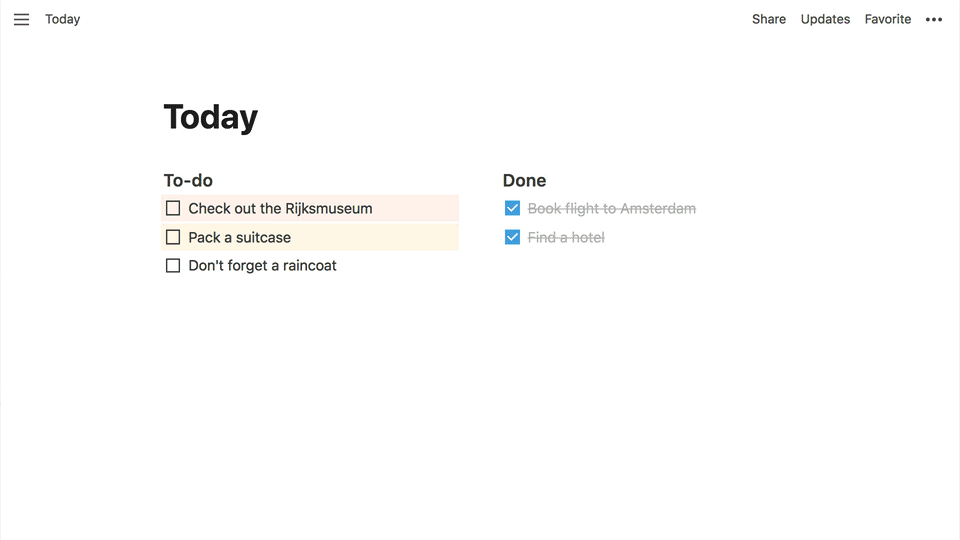 Today
Share Updates Favorite
Today
To-do
Check out the Rijksmuseum
Pack a suitcase
Don't forget a raincoat
Done
Book flight to Amsterdam
Find a hotel